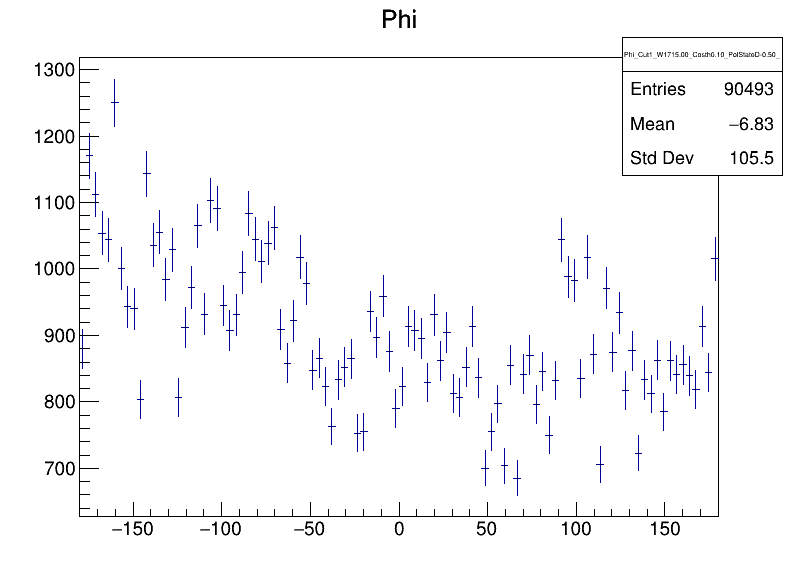 Phi
Phi_Cut1_W1715.00_Costh0.10_PolStateD-0.50_
Entries 90493
Mean −6.83
Std Dev 105.5
1300
1200
1100
1000
900
800
700
−150 −100 −50 0 50 100 150